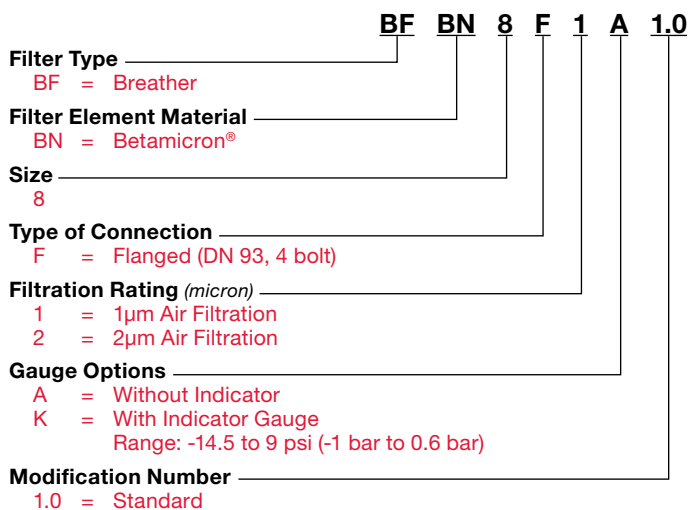 BF BN 8 F 1 A 1.0
Filter Type
BF = Breather
Filter Element Material
BN = Betamicron®
Size
8
Type of Connection
F = Flanged (DN 93, 4 bolt)
Filtration Rating (micron)
1 = 1µm Air Filtration
2 = 2µm Air Filtration
Gauge Options
A = Without Indicator
K = With Indicator Gauge
Range: -14.5 to 9 psi (-1 bar to 0.6 bar)
Modification Number
1.0 = Standard